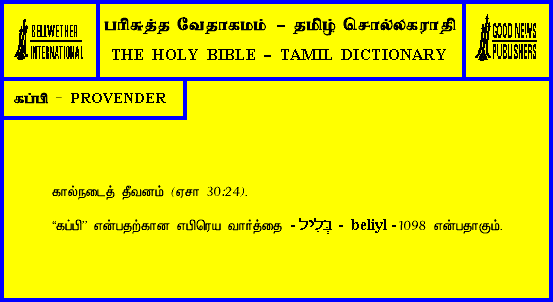 BELLWETHER
INTERNATIONAL
பரிசுத்த வேதாகமம் – தமிழ் சொல்லகராதி
THE HOLY BIBLE – TAMIL DICTIONARY
GOOD NEWS
PUBLISHERS
கப்பி - PROVENDER
கால்நடைத் தீவனம் (ஏசா 30:24).
“கப்பி” என்பதற்கான எபிரெய வார்த்தை - בְּלִיל - beliyl -1098 என்பதாகும்.